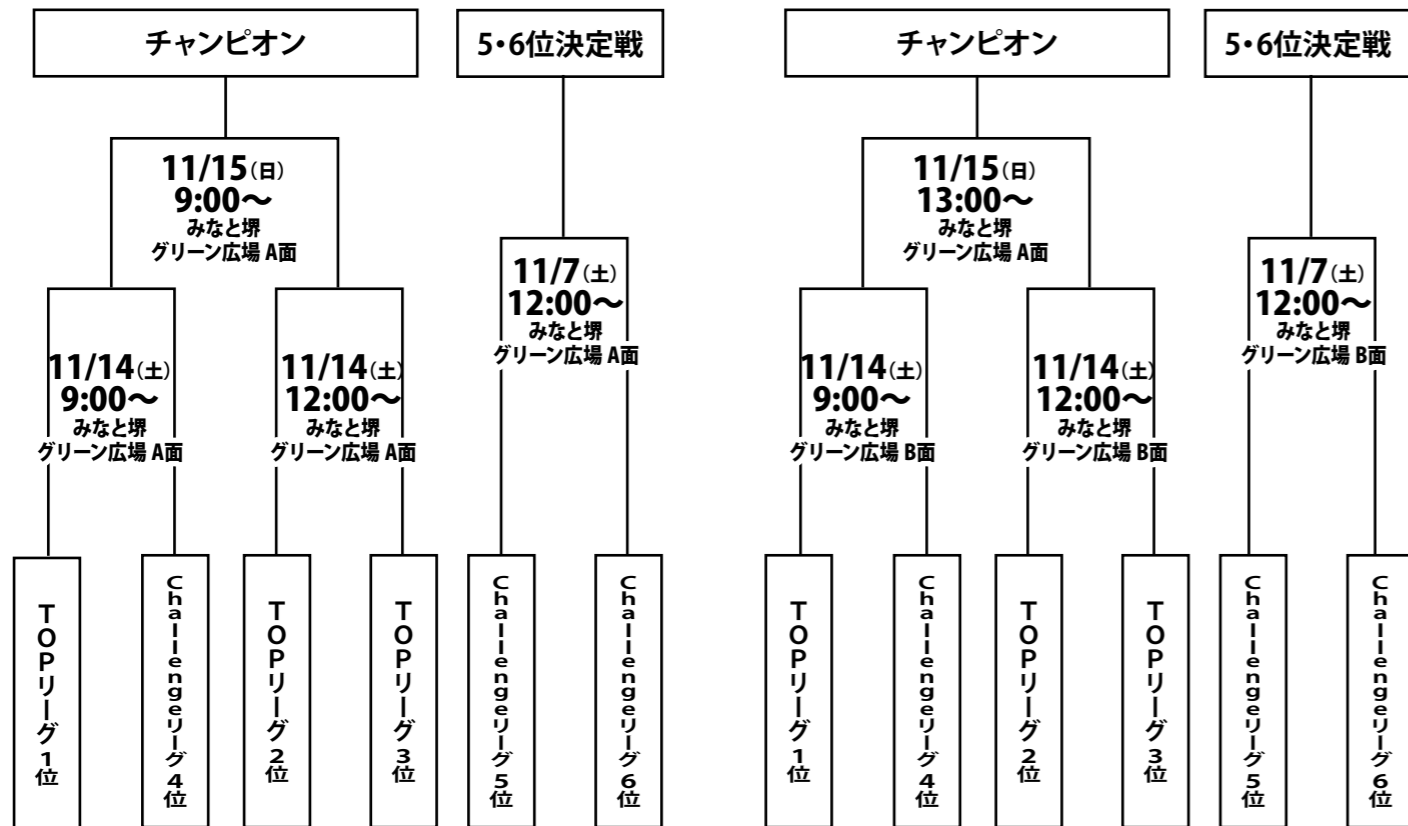 チャンピオン
5・6位決定戦
11/15(日)
9:00〜
みなと堺
グリーン広場 A面
11/7(土)
12:00〜
みなと堺
グリーン広場 A面
11/14(土)
9:00〜
みなと堺
グリーン広場 A面
11/14(土)
12:00〜
みなと堺
グリーン広場 A面
TOPリーグ1位
Challengeリーグ4位
TOPリーグ2位
TOPリーグ3位
Challengeリーグ5位
Challengeリーグ6位
チャンピオン
5・6位決定戦
11/15(日)
13:00〜
みなと堺
グリーン広場 A面
11/7(土)
12:00〜
みなと堺
グリーン広場 B面
11/14(土)
9:00〜
みなと堺
グリーン広場 B面
11/14(土)
12:00〜
みなと堺
グリーン広場 B面
TOPリーグ1位
Challengeリーグ4位
TOPリーグ2位
TOPリーグ3位
Challengeリーグ5位
Challengeリーグ6位